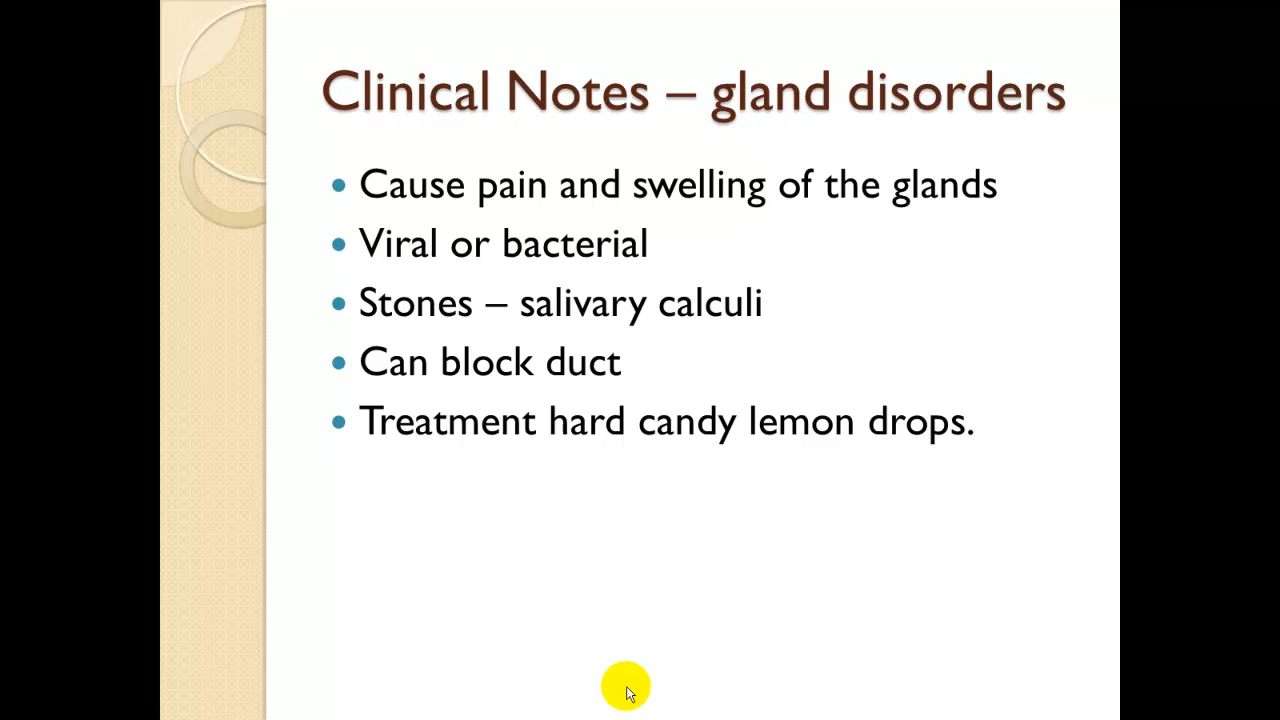 Clinical Notes – gland disorders
• Cause pain and swelling of the glands
• Viral or bacterial
• Stones – salivary calculi
• Can block duct
• Treatment hard candy lemon drops.